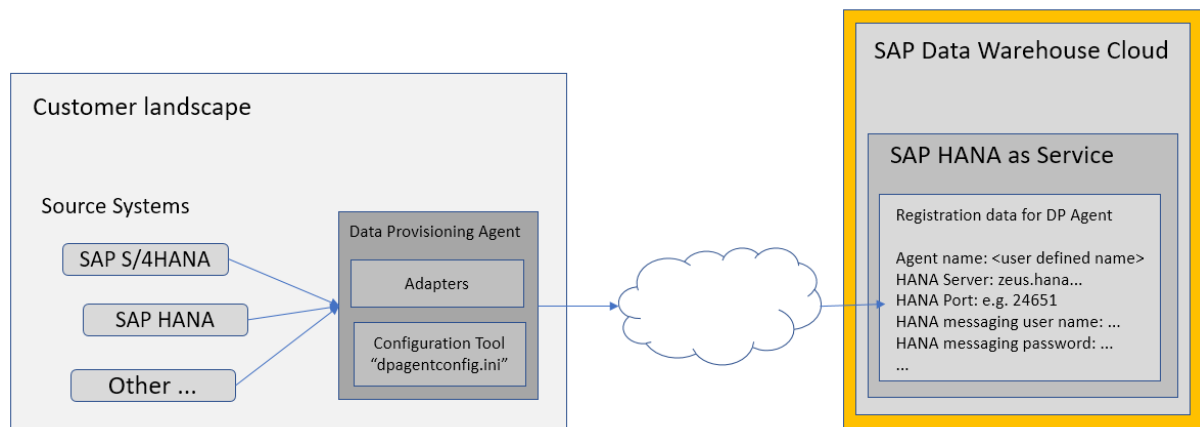 Customer landscape
Source Systems
SAP S/4HANA
SAP HANA
Other ...
Data Provisioning Agent
Adapters
Configuration Tool
“dpagentconfig.ini”
SAP Data Warehouse Cloud
SAP HANA as Service
Registration data for DP Agent
Agent name: <user defined name>
HANA Server: zeus.hana...
HANA Port: e.g. 24651
HANA messaging user name: ...
HANA messaging password: ...
...